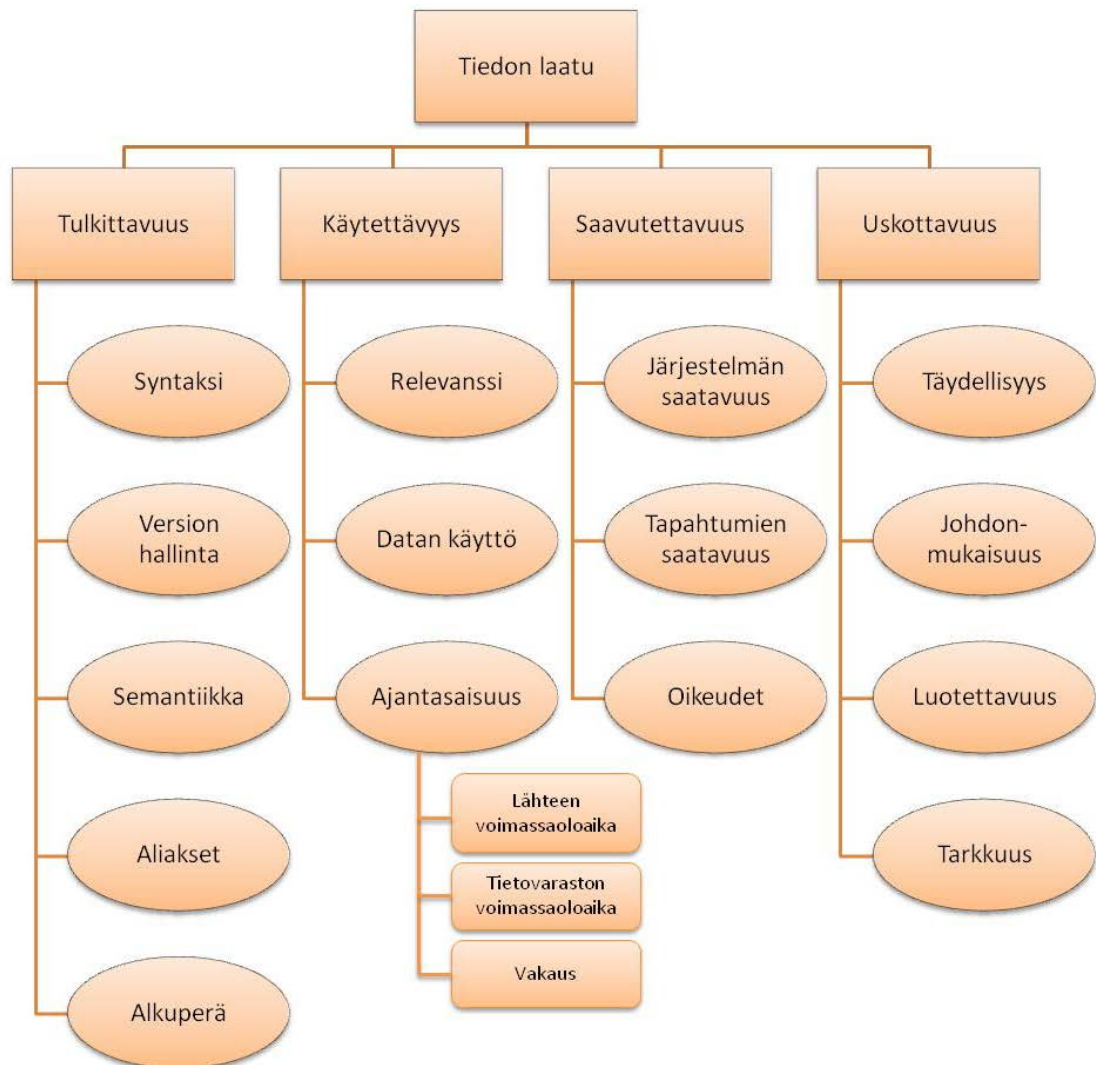 Tiedon laatu
Tulkittavuus
Käytettävyys
Saavutettavuus
Uskottavuus
Syntaksi
Version
hallinta
Semantiikka
Aliakset
Alkuperä
Relevanssi
Datan käyttö
Ajantasaisuus
Lähteen
voimassaoloaika
Tietovaraston
voimassaoloaika
Vakaus
Järjestelmän
saatavuus
Tapahtumien
saatavuus
Oikeudet
Täydellisyys
Johdon-
mukaisuus
Luotettavuus
Tarkkuus